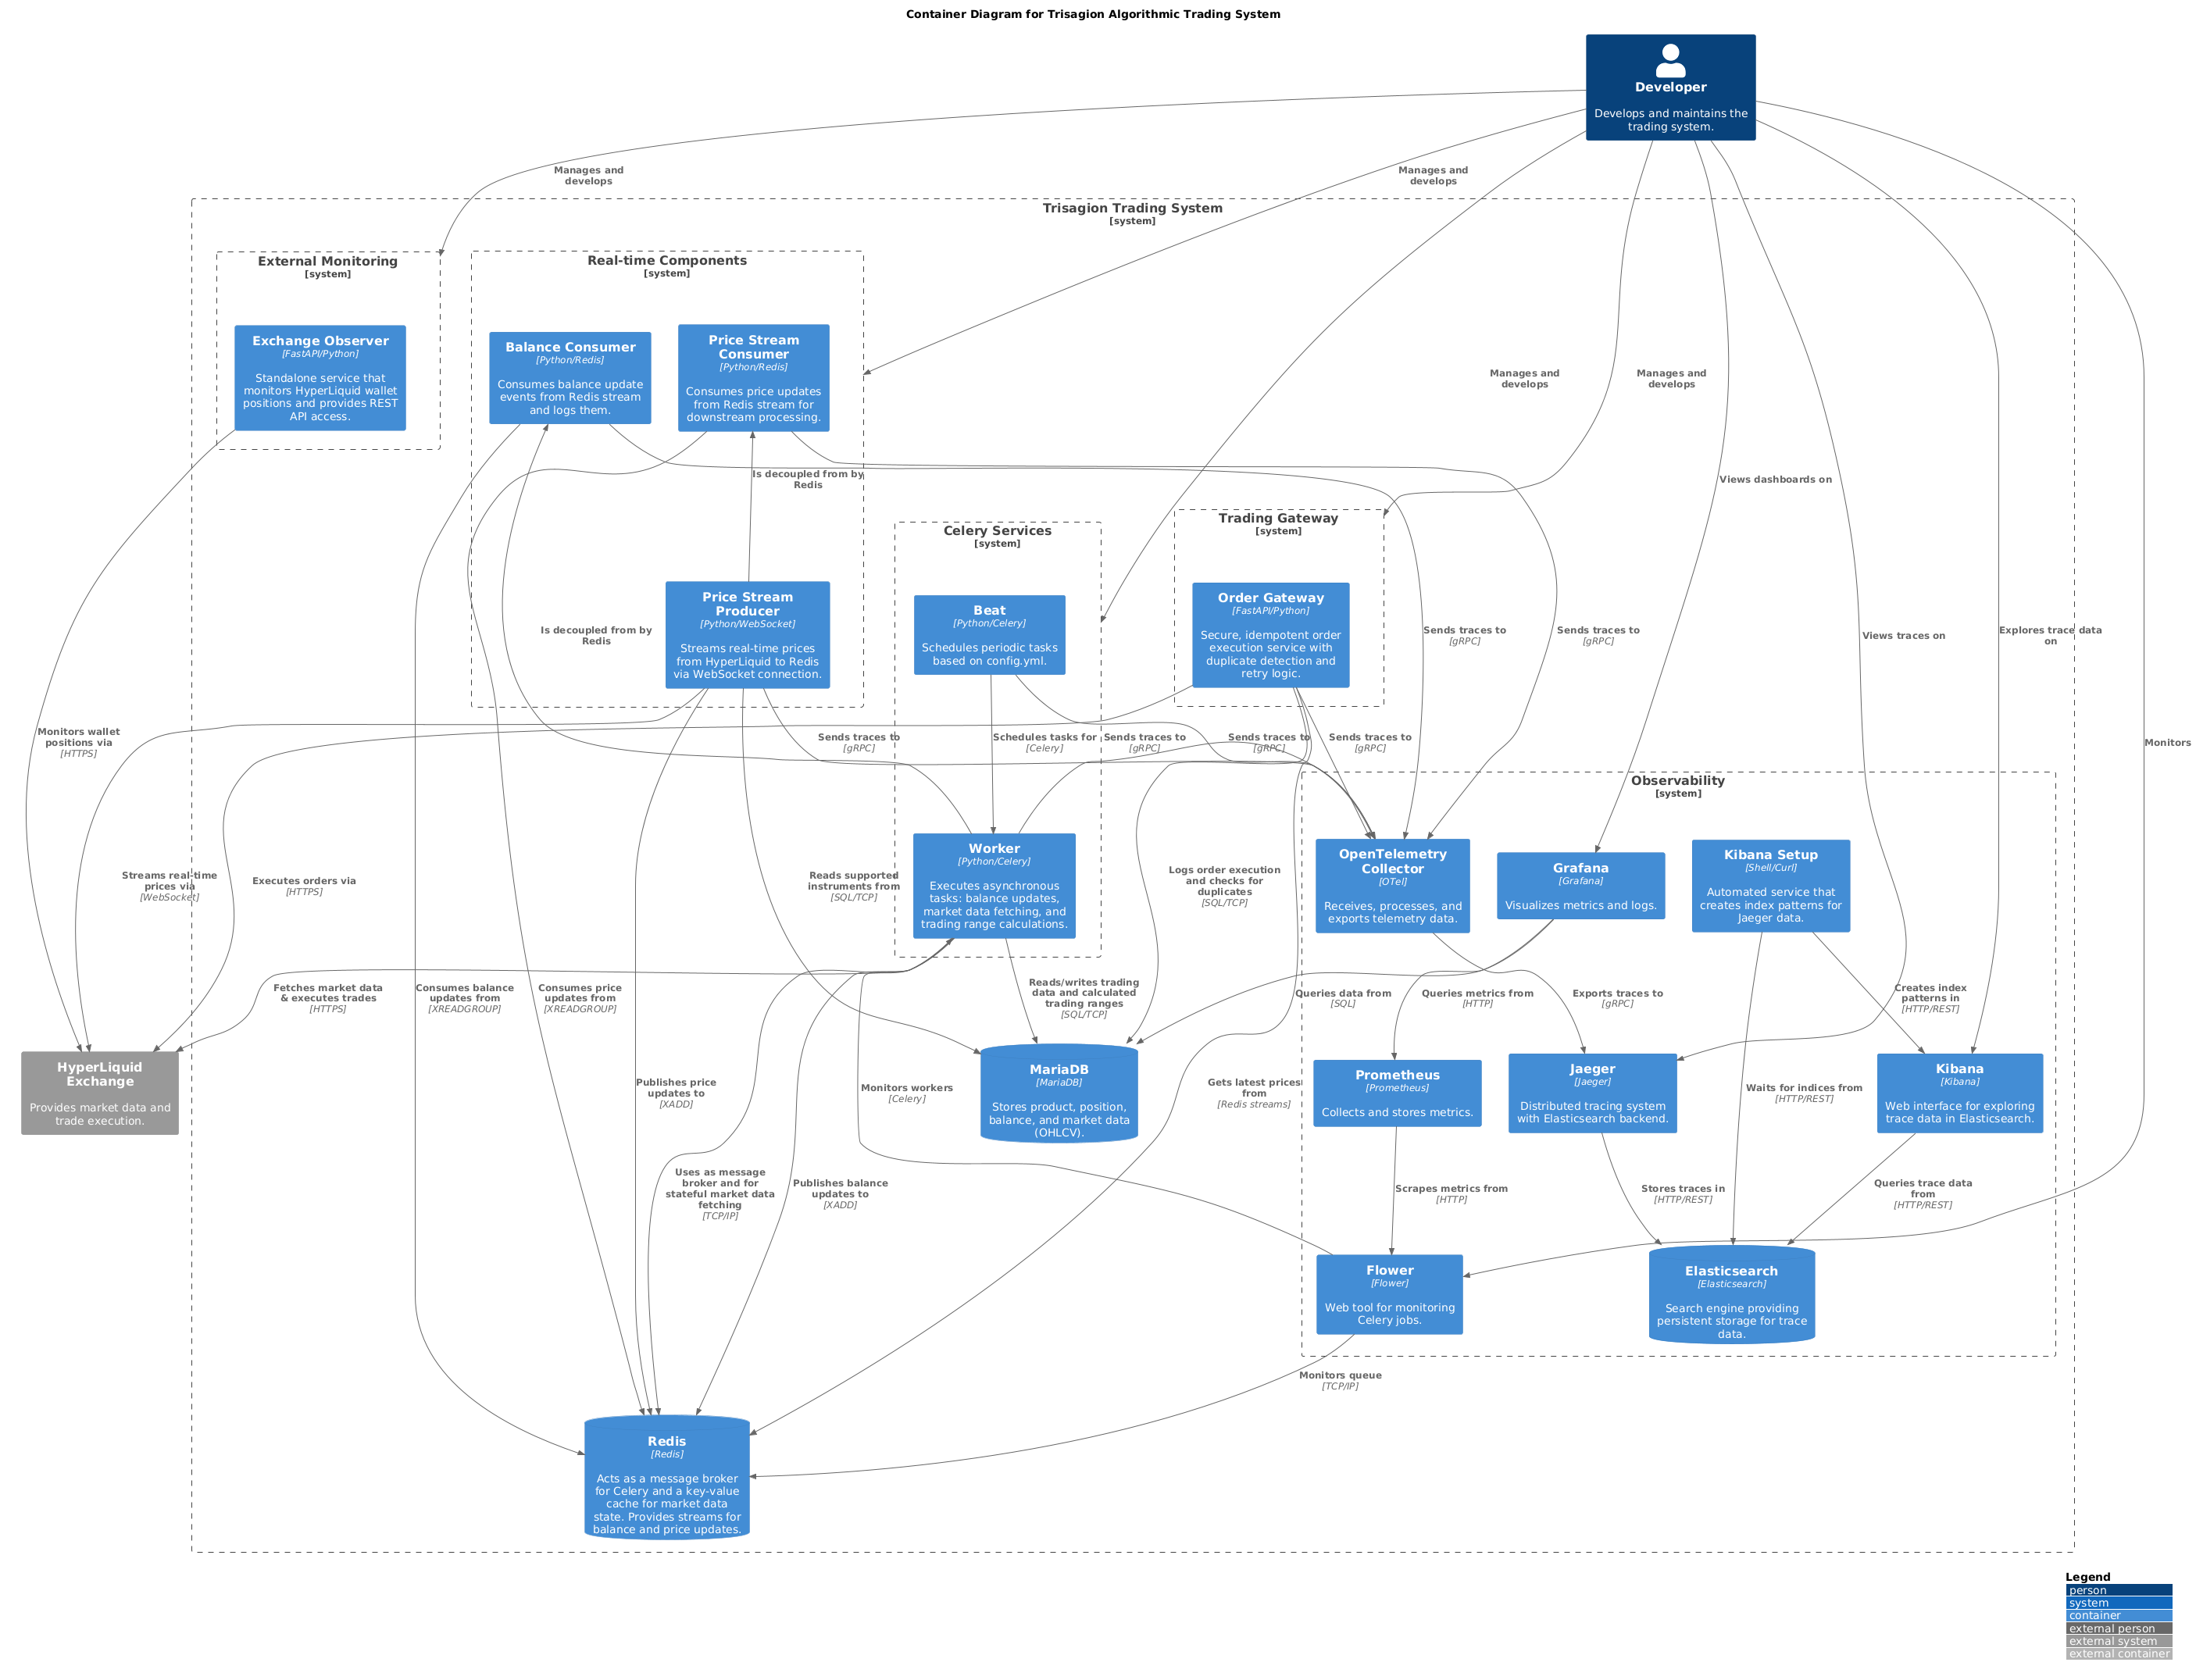 Container Diagram for Trisagion Algorithmic Trading System
Developer
Develops and maintains the
trading system.
Manages and
develops
Manages and
develops
Trisagion Trading System
[system]
External Monitoring
[system]
Real-time Components
[system]
Exchange Observer
[FastAPI/Python]
Standalone service that
monitors HyperLiquid wallet
positions and provides REST
API access.
Balance Consumer
[Python/Redis]
Consumes balance update
events from Redis stream
and logs them.
Price Stream
Consumer
[Python/Redis]
Consumes price updates
from Redis stream for
downstream processing.
Manages and
develops
Manages and
develops
Is decoupled from by
Redis
Views dashboards on
Celery Services
[system]
Trading Gateway
[system]
Is decoupled from by
Redis
Price Stream
Producer
[Python/WebSocket]
Streams real-time prices
from HyperLiquid to Redis
via WebSocket connection.
Beat
[Python/Celery]
Schedules periodic tasks
based on config.yml.
Order Gateway
[FastAPI/Python]
Secure, idempotent order
execution service with
duplicate detection and
retry logic.
Sends traces to
[gRPC]
Sends traces to
[gRPC]
Views traces on
Explores trace data
on
Monitors wallet
positions via
[HTTPS]
Sends traces to
[gRPC]
Schedules tasks for
[Celery]
Sends traces to
[gRPC]
Sends traces to
[gRPC]
Sends traces to
[gRPC]
Monitors
Observability
[system]
Streams real-time
prices via
[WebSocket]
Executes orders via
[HTTPS]
Reads supported
instruments from
[SQL/TCP]
Worker
[Python/Celery]
Executes asynchronous
tasks: balance updates,
market data fetching, and
trading range calculations.
Logs order execution
and checks for
duplicates
[SQL/TCP]
OpenTelemetry
Collector
[OTel]
Receives, processes, and
exports telemetry data.
Grafana
[Grafana]
Visualizes metrics and logs.
Kibana Setup
[Shell/Curl]
Automated service that
creates index patterns for
Jaeger data.
Fetches market data
& executes trades
[HTTPS]
Consumes balance
updates from
[XREADGROUP]
Consumes price
updates from
[XREADGROUP]
Reads/writes trading
data and calculated
trading ranges
[SQL/TCP]
Queries data from
[SQL]
Queries metrics from
[HTTP]
Exports traces to
[gRPC]
Creates index
patterns in
[HTTP/REST]
HyperLiquid
Exchange
Provides market data and
trade execution.
Publishes price
updates to
[XADD]
Monitors workers
[Celery]
MariaDB
[MariaDB]
Stores product, position,
balance, and market data
(OHLCV).
Gets latest prices
from
[Redis streams]
Prometheus
[Prometheus]
Collects and stores metrics.
Jaeger
[Jaeger]
Distributed tracing system
with Elasticsearch backend.
Waits for indices from
[HTTP/REST]
Kibana
[Kibana]
Web interface for exploring
trace data in Elasticsearch.
Uses as message
broker and for
stateful market data
fetching
[TCP/IP]
Publishes balance
updates to
[XADD]
Scrapes metrics from
[HTTP]
Stores traces in
[HTTP/REST]
Queries trace data
from
[HTTP/REST]
Flower
[Flower]
Web tool for monitoring
Celery jobs.
Elasticsearch
[Elasticsearch]
Search engine providing
persistent storage for trace
data.
Monitors queue
[TCP/IP]
Redis
[Redis]
Acts as a message broker
for Celery and a key-value
cache for market data
state. Provides streams for
balance and price updates.
Legend
person
system
container
external person
external system
external container